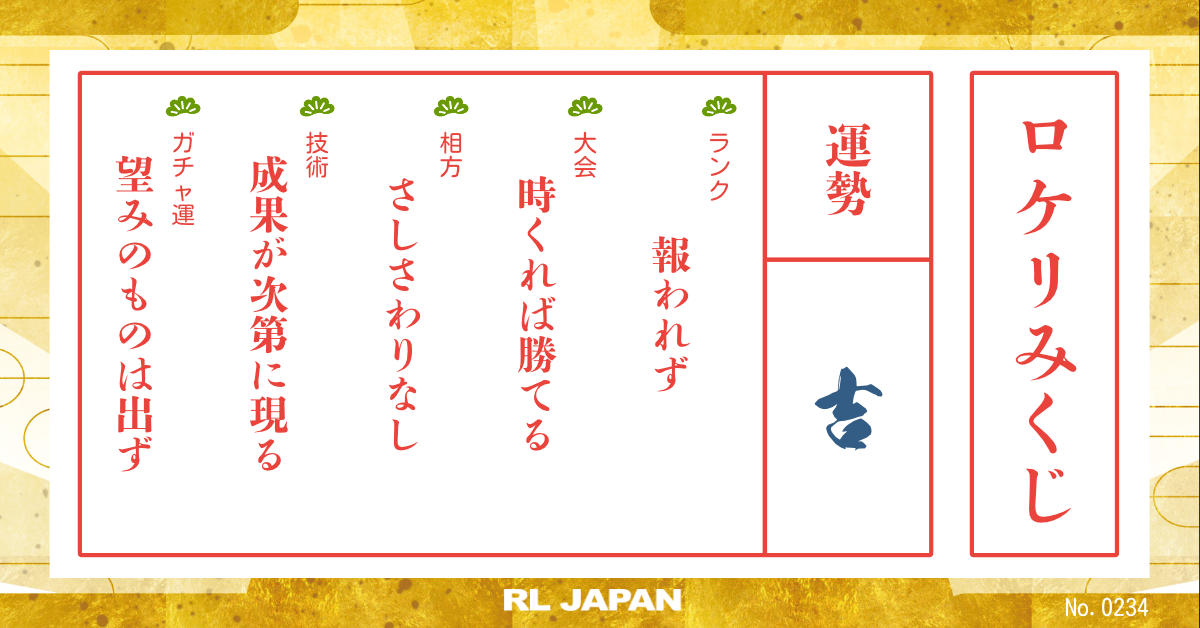 ロケリみくじ
運勢
吉
ランク
報われず
大会
時くれば勝てる
相方
さしさわりなし
技術
成果が次第に現る
ガチャ運
望みのものは出ず
RL JAPAN
No. 0234